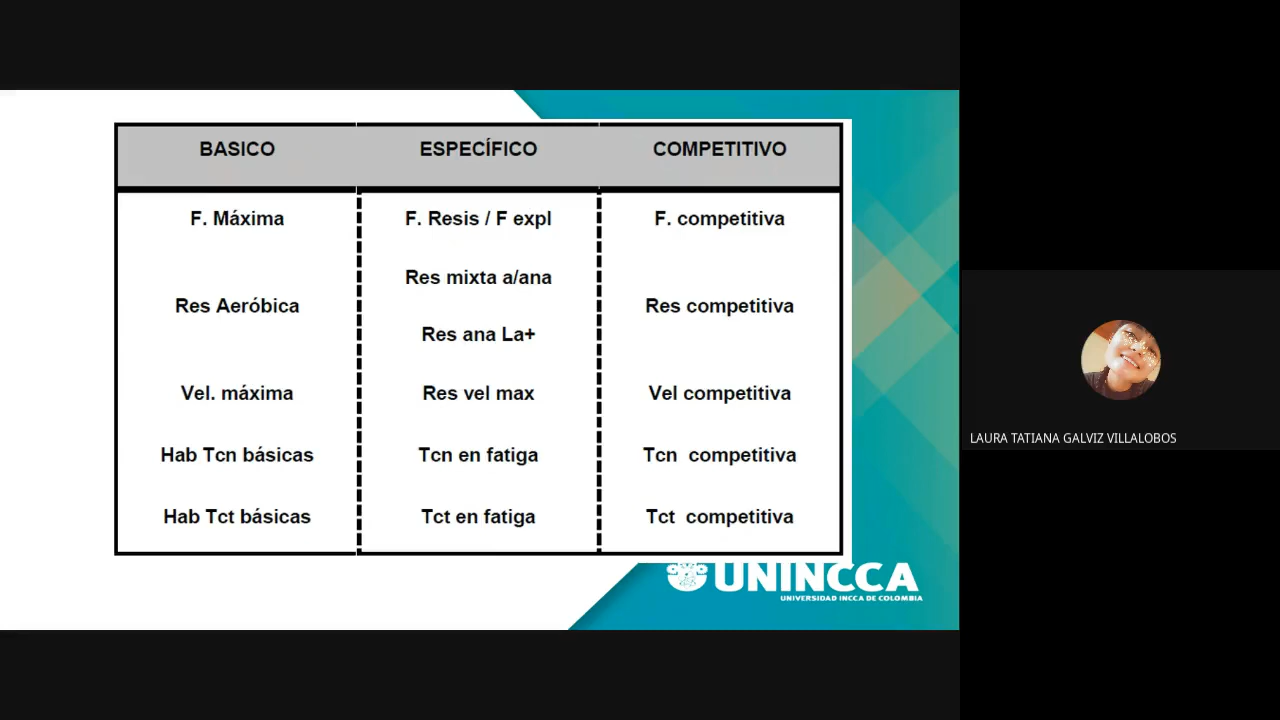 BASICO ESPECÍFICO COMPETITIVO
F. Máxima F. Resis / F expl F. competitiva
Res mixta a/ana
Res Aeróbica Res competitiva
Res ana La+
Vel. máxima Res vel max Vel competitiva
Hab Tcn básicas Tcn en fatiga Tcn competitiva
Hab Tct básicas Tct en fatiga Tct competitiva
UNINCCA
UNIVERSIDAD INCCA DE COLOMBIA
LAURA TATIANA GALVIZ VILLALOBOS